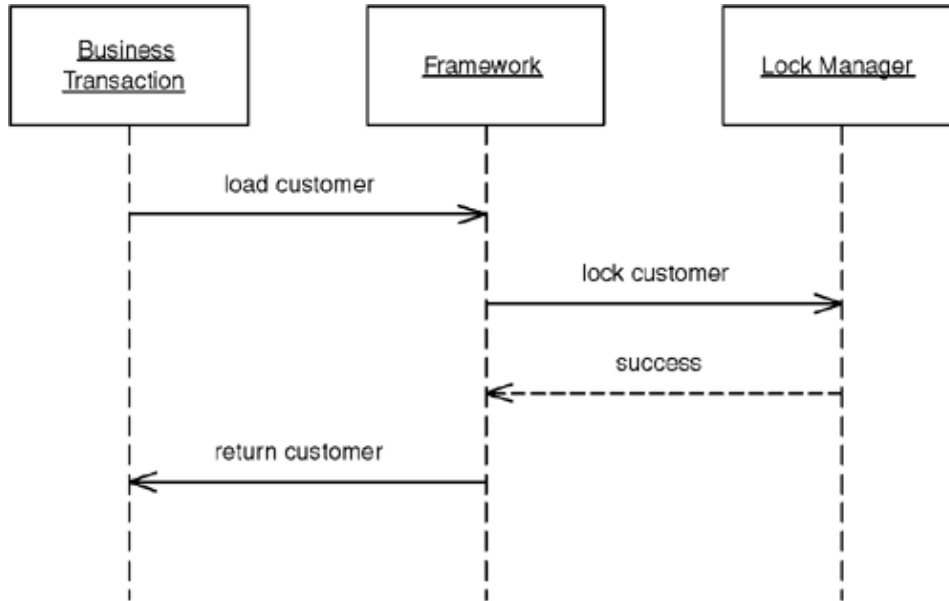 Business
Transaction
Framework
Lock Manager
load customer
lock customer
success
return customer